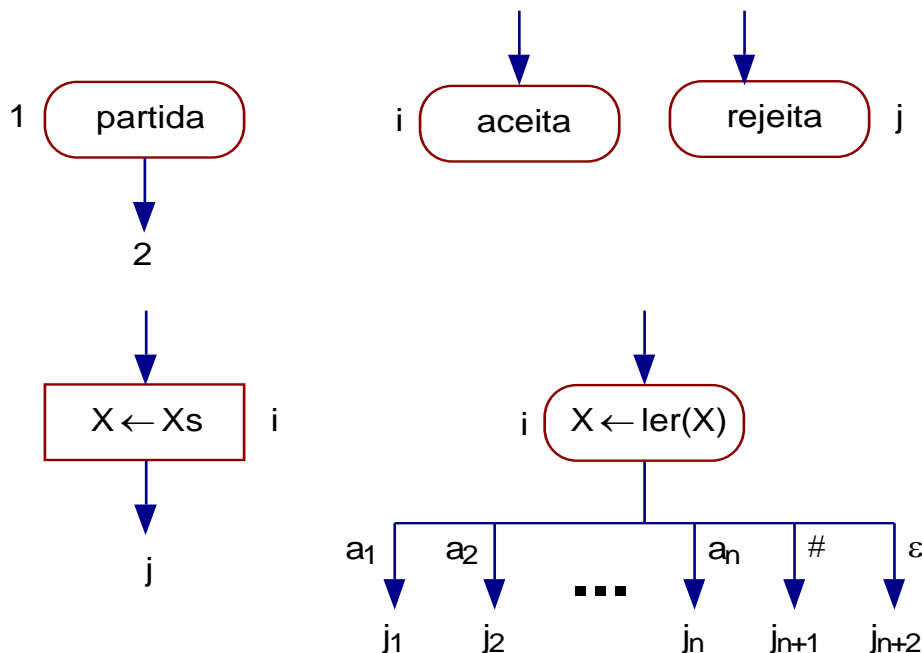 1 partida
i aceita
rejeita j
2
X ← Xs i
i X ← ler(X)
j
a₁ a₂ aₙ # ε
j₁ j₂ ... jₙ jₙ₊₁ jₙ₊₂